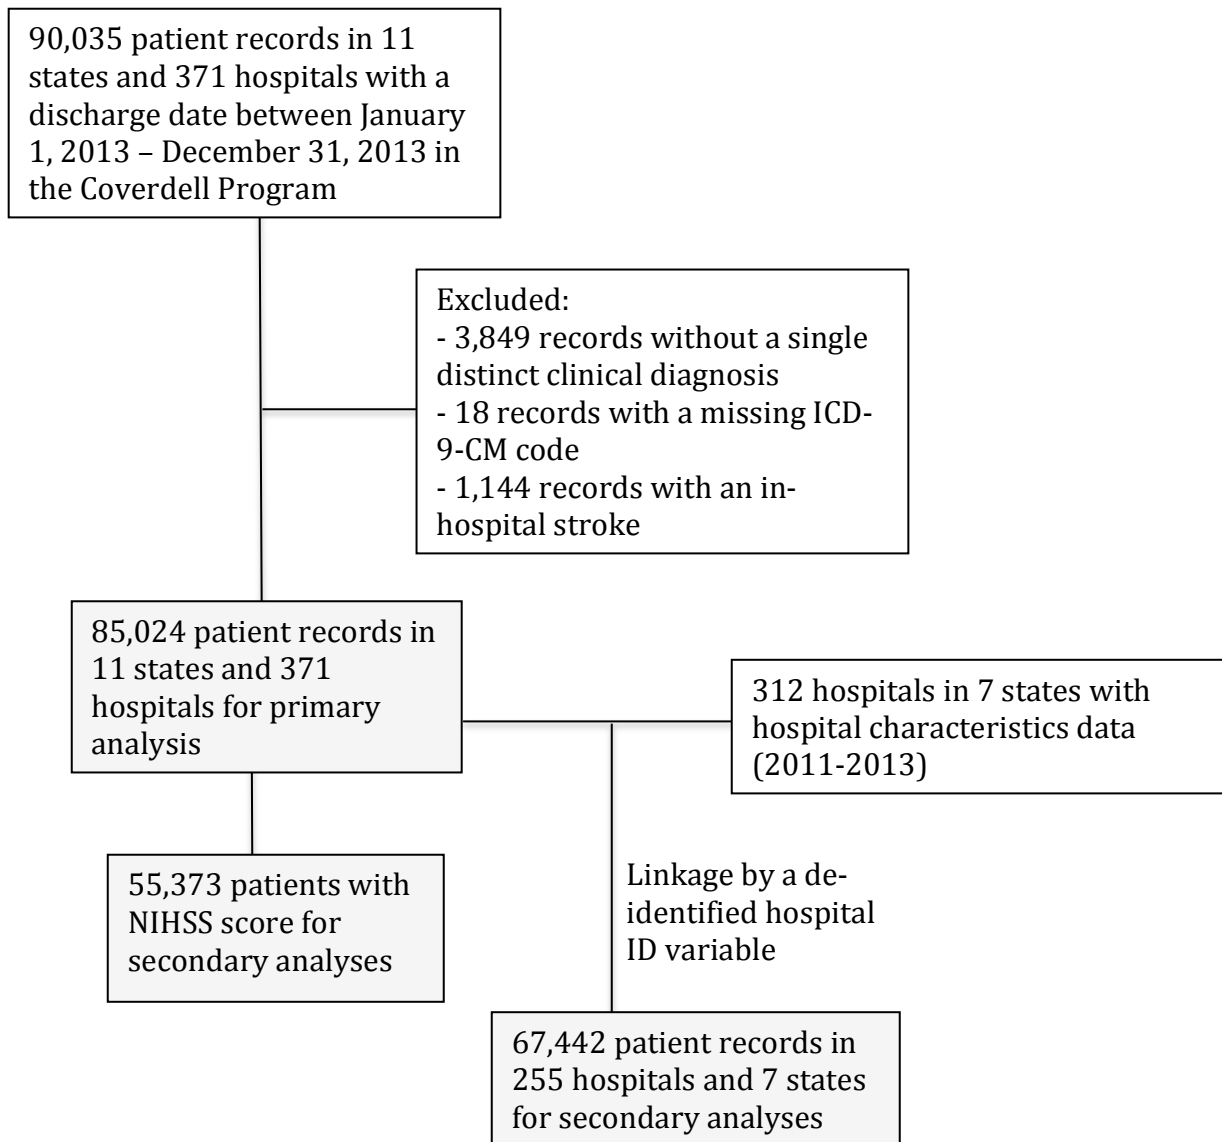 90,035 patient records in 11
states and 371 hospitals with a
discharge date between January
1, 2013 – December 31, 2013 in
the Coverdell Program
Excluded:
- 3,849 records without a single
distinct clinical diagnosis
- 18 records with a missing ICD-
9-CM code
- 1,144 records with an in-
hospital stroke
85,024 patient records in
11 states and 371
hospitals for primary
analysis
312 hospitals in 7 states with
hospital characteristics data
(2011-2013)
55,373 patients with
NIHSS score for
secondary analyses
Linkage by a de-
identified hospital
ID variable
67,442 patient records in
255 hospitals and 7 states
for secondary analyses